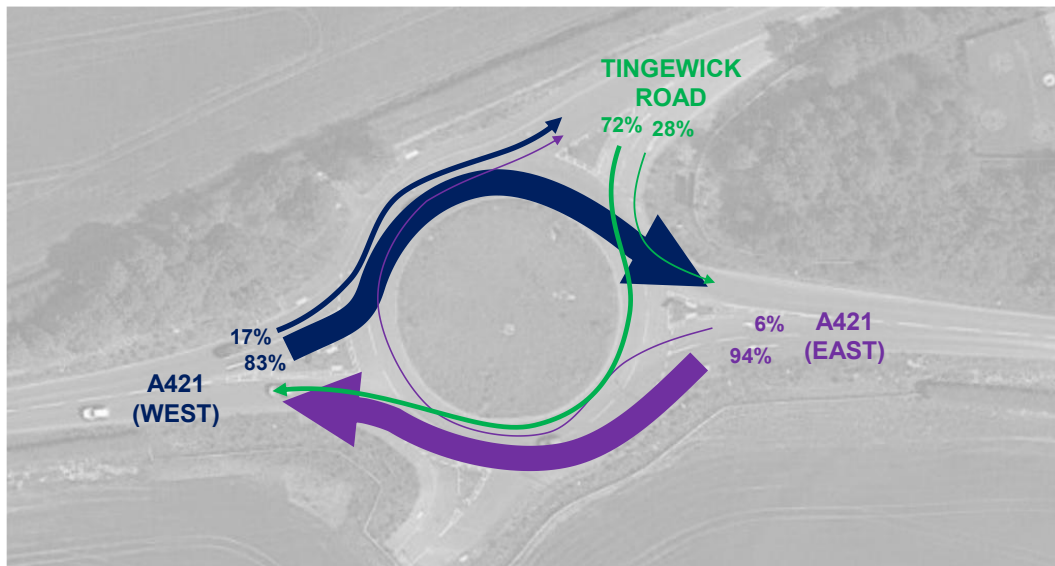 TINGEWICK
ROAD
72% 28%
17%
83%
A421
(WEST)
6%
94%
A421
(EAST)